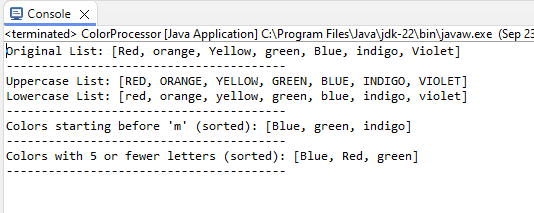 Console
<terminated> ColorProcessor [Java Application] C:\Program Files\Java\jdk-22\bin\javaw.exe (Sep 23
Original List: [Red, orange, Yellow, green, Blue, indigo, Violet]
-------------------------------------
Uppercase List: [RED, ORANGE, YELLOW, GREEN, BLUE, INDIGO, VIOLET]
Lowercase List: [red, orange, yellow, green, blue, indigo, violet]
-------------------------------------
Colors starting before 'm' (sorted): [Blue, green, indigo]
-------------------------------------
Colors with 5 or fewer letters (sorted): [Blue, Red, green]
-------------------------------------